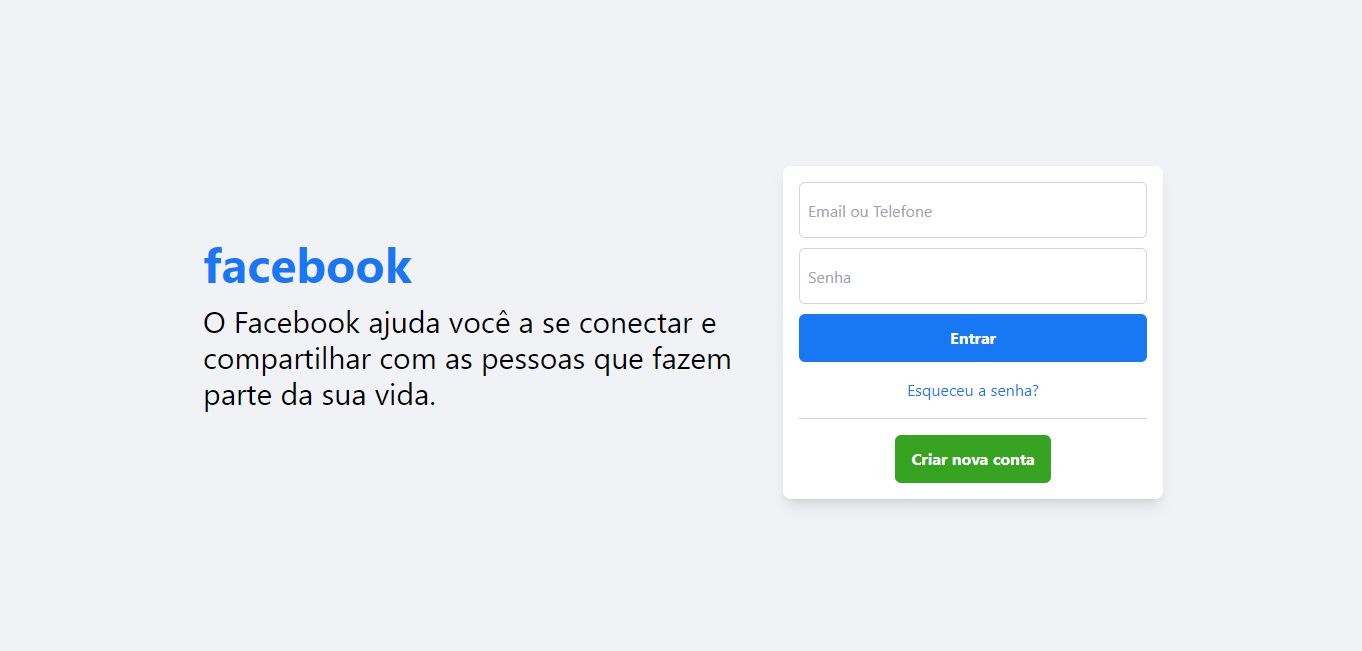 facebook
O Facebook ajuda você a se conectar e
compartilhar com as pessoas que fazem
parte da sua vida.
Email ou Telefone
Senha
Entrar
Esqueceu a senha?
Criar nova conta